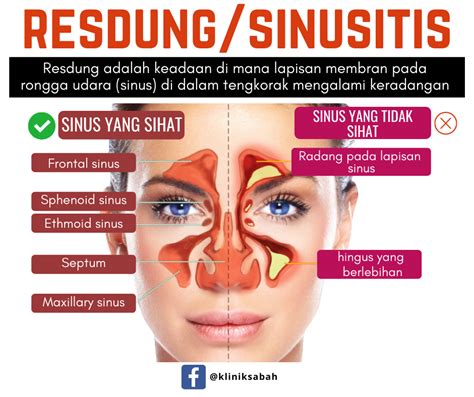 RESDUNG/SINUSITIS
Resdung adalah keadaan di mana lapisan membran pada
rongga udara (sinus) di dalam tengkorak mengalami keradangan
SINUS YANG SIHAT
Frontal sinus
Sphenoid sinus
Ethmoid sinus
Septum
Maxillary sinus
SINUS YANG TIDAK
SIHAT
Radang pada lapisan
sinus
hingus yang
berlebihan
@kliniksabah